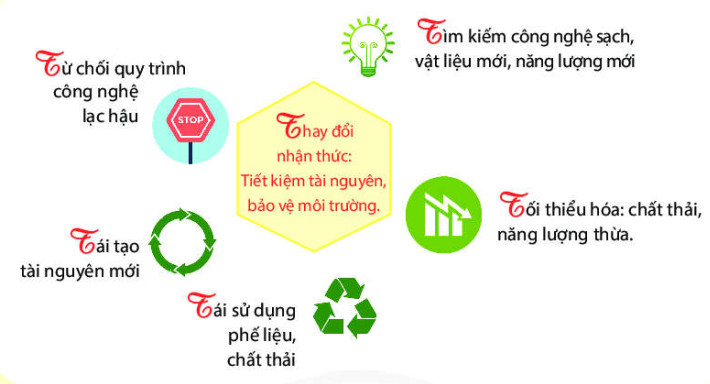 Tìm kiếm công nghệ sạch,
vật liệu mới, năng lượng mới
Từ chối quy trình
công nghệ
lạc hậu
STOP
Thay đổi
nhận thức:
Tiết kiệm tài nguyên,
bảo vệ môi trường.
Tối thiểu hóa: chất thải,
năng lượng thừa.
Tái tạo
tài nguyên mới
Tái sử dụng
phế liệu,
chất thải